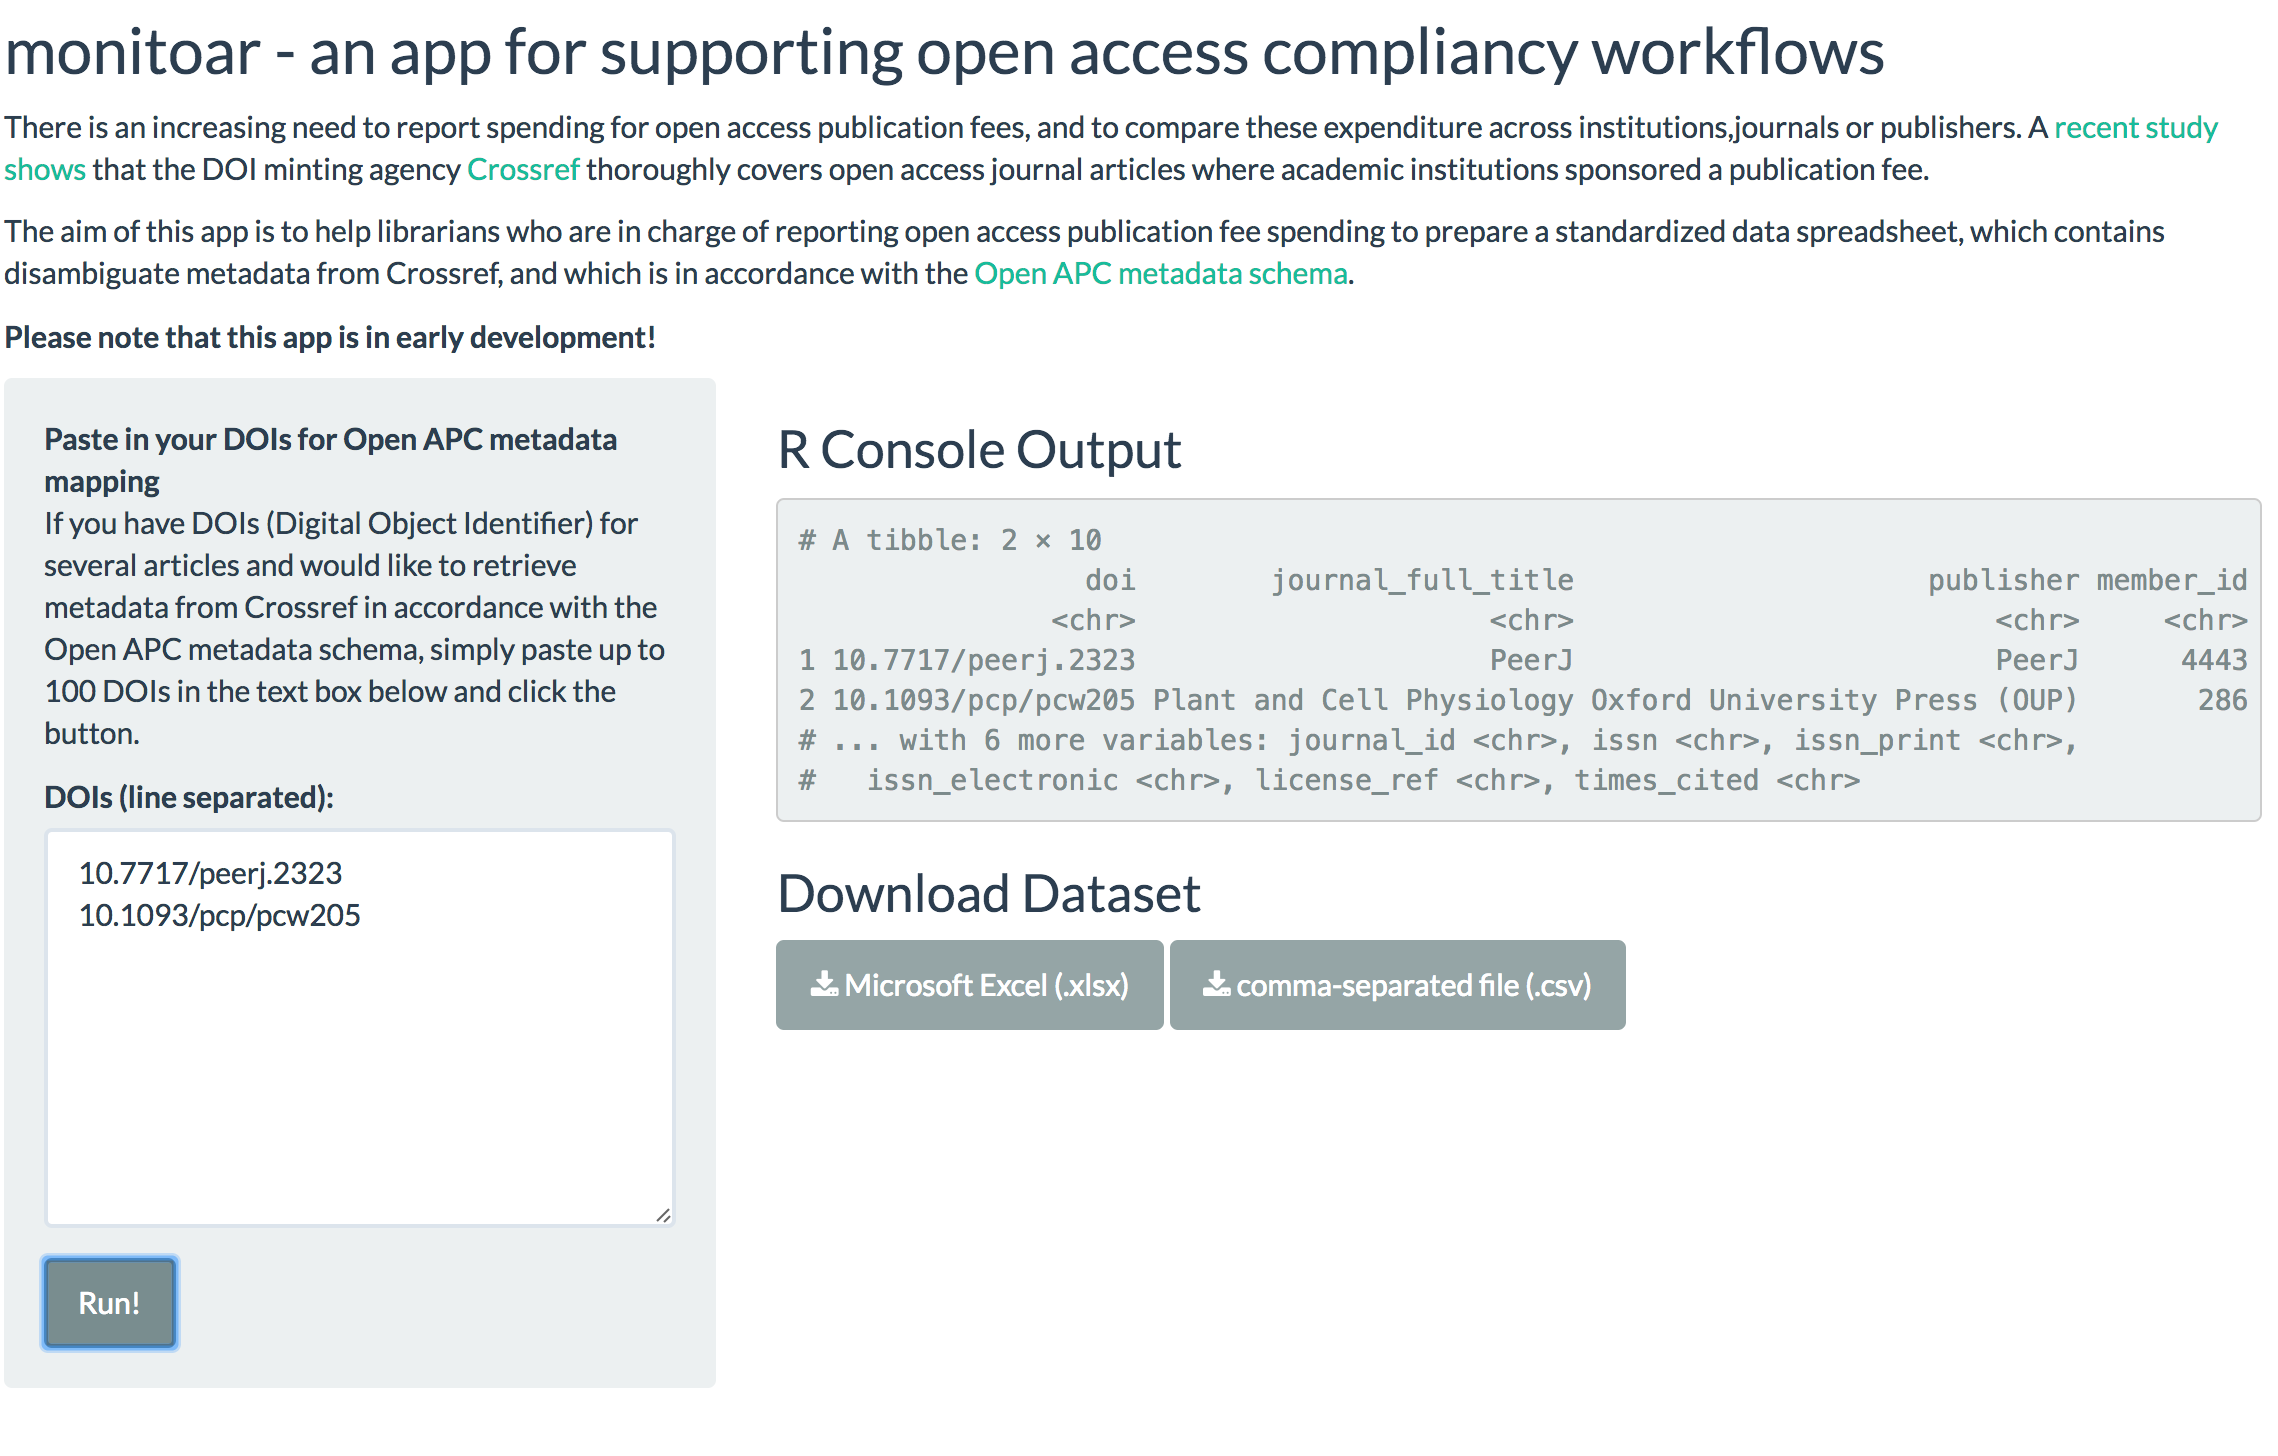 monitoar - an app for supporting open access compliancy workflows
There is an increasing need to report spending for open access publication fees, and to compare these expenditure across institutions,journals or publishers. A recent study
shows that the DOI minting agency Crossref thoroughly covers open access journal articles where academic institutions sponsored a publication fee.
The aim of this app is to help librarians who are in charge of reporting open access publication fee spending to prepare a standardized data spreadsheet, which contains
disambiguate metadata from Crossref, and which is in accordance with the Open APC metadata schema.
Please note that this app is in early development!
Paste in your DOIs for Open APC metadata
mapping
If you have DOIs (Digital Object Identifier) for
several articles and would like to retrieve
metadata from Crossref in accordance with the
Open APC metadata schema, simply paste up to
100 DOIs in the text box below and click the
button.
DOIs (line separated):
10.7717/peerj.2323
10.1093/pcp/pcw205
Run!
R Console Output
# A tibble: 2 × 10
doi journal_full_title publisher member_id
<chr> <chr> <chr> <chr>
1 10.7717/peerj.2323 PeerJ PeerJ 4443
2 10.1093/pcp/pcw205 Plant and Cell Physiology Oxford University Press (OUP) 286
# ... with 6 more variables: journal_id <chr>, issn <chr>, issn_print <chr>,
# issn_electronic <chr>, license_ref <chr>, times_cited <chr>
Download Dataset
Microsoft Excel (.xlsx) comma-separated file (.csv)